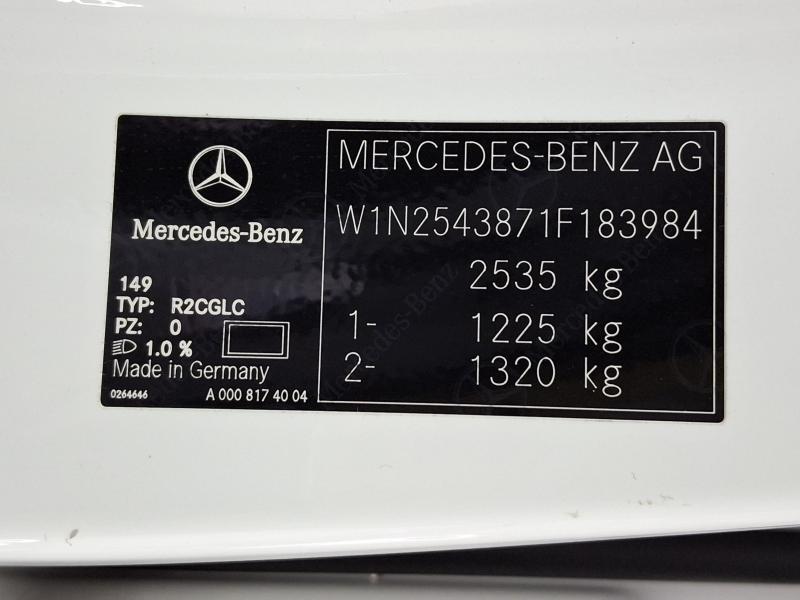 Mercedes-Benz
149
TYP: R2CGLC
PZ: 0
1.0 %
Made in Germany
0264646 A 000 817 40 04
MERCEDES-BENZ AG
W1N2543871F183984
2535 kg
1- 1225 kg
2- 1320 kg